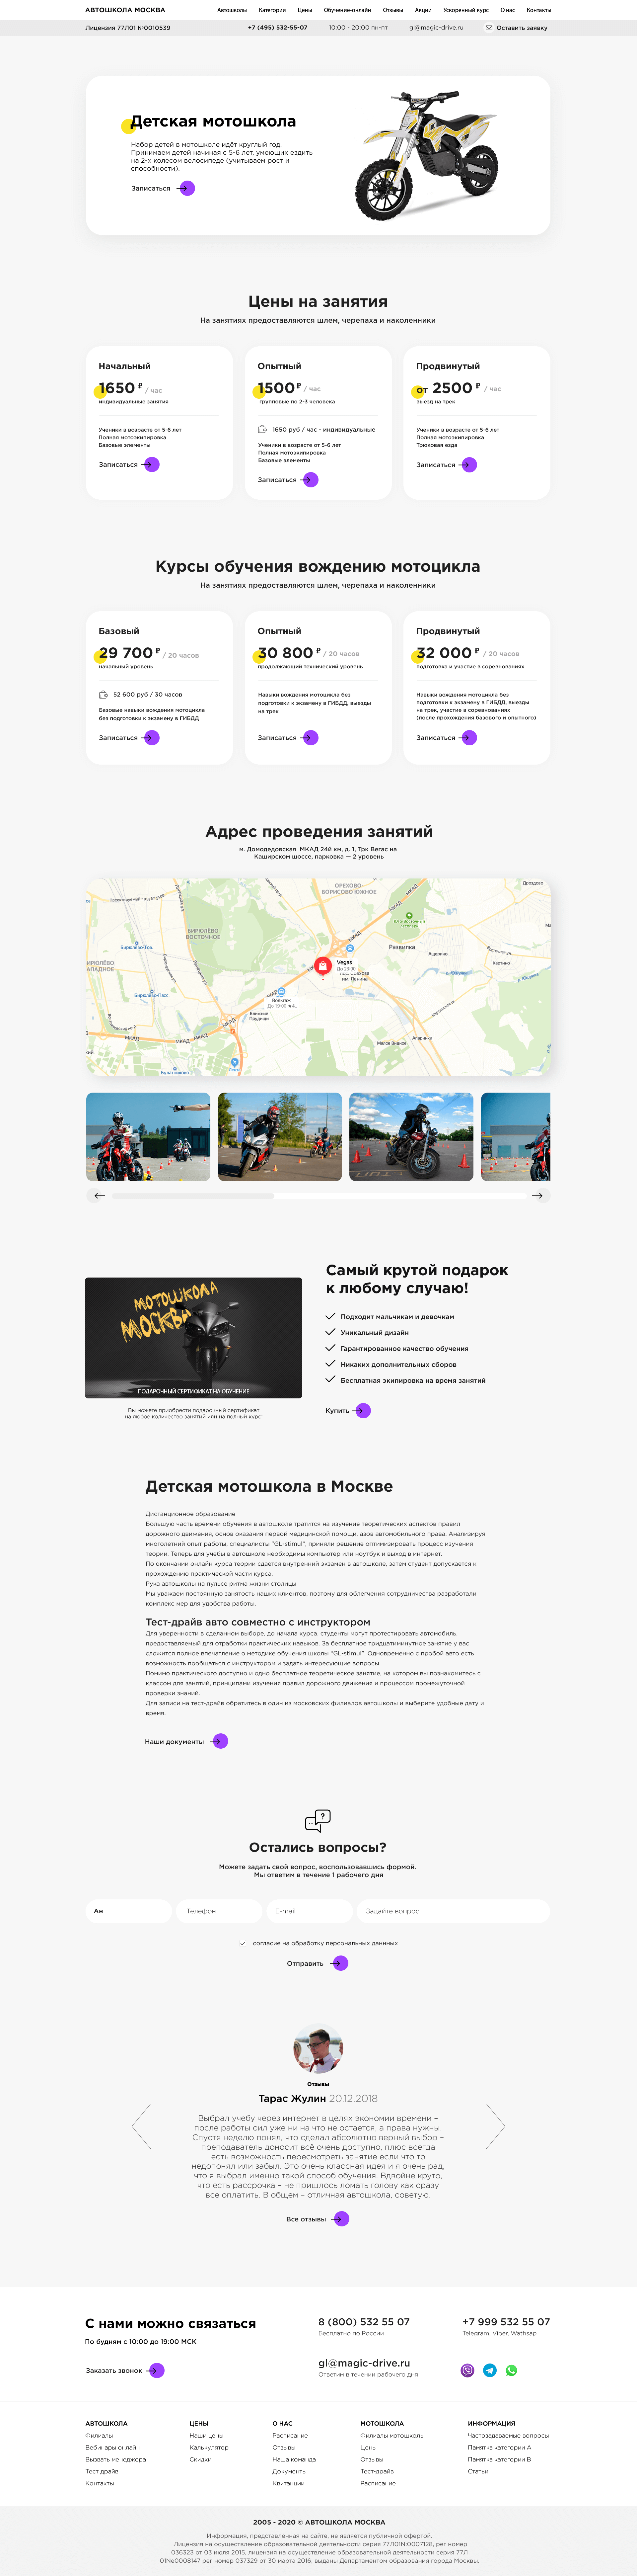 АВТОШКОЛА МОСКВА
Автошколы Категории Цены Обучение-онлайн Отзывы Акции Ускоренный курс О нас Контакты
Лицензия 77Л01 №0010539 +7 (495) 532-55-07 10:00 - 20:00 пн-пт gl@magic-drive.ru Оставить заявку
Детская мотошкола
Набор детей в мотошколе идёт круглый год.
Принимаем детей начиная с 5-6 лет, умеющих ездить
на 2-х колесом велосипеде (учитываем рост и
способности).
Записаться
Цены на занятия
На занятиях предоставляются шлем, черепаха и наколенники
Начальный
1650 ₽ / час
индивидуальные занятия
Ученики в возрасте от 5-6 лет
Полная мотоэкипировка
Базовые элементы
Записаться
Опытный
1500 ₽ / час
групповые по 2-3 человека
1650 руб / час - индивидуальные
Ученики в возрасте от 5-6 лет
Полная мотоэкипировка
Базовые элементы
Записаться
Продвинутый
от 2500 ₽ / час
выезд на трек
Ученики в возрасте от 5-6 лет
Полная мотоэкипировка
Трюковая езда
Записаться
Курсы обучения вождению мотоцикла
На занятиях предоставляются шлем, черепаха и наколенники
Базовый
29 700 ₽ / 20 часов
начальный уровень
52 600 руб / 30 часов
Базовые навыки вождения мотоцикла
без подготовки к экзамену в ГИБДД
Записаться
Опытный
30 800 ₽ / 20 часов
продолжающий технический уровень
Навыки вождения мотоцикла без
подготовки к экзамену в ГИБДД, выезды
на трек
Записаться
Продвинутый
32 000 ₽ / 20 часов
подготовка и участие в соревнованиях
Навыки вождения мотоцикла без
подготовки к экзамену в ГИБДД, выезды
на трек, участие в соревнованиях
(после прохождения базового и опытного)
Записаться
Адрес проведения занятий
м. Домодедовская МКАД 24й км, д. 1, Трк Вегас на
Каширском шоссе, парковка — 2 уровень
ОРЕХОВО-
БОРИСОВО ЮЖНОЕ
Дроздово
БИРЮЛЁВО
ВОСТОЧНОЕ
Бирюлёво-Тов.
МКАД
Развилка
Апаринки
Картино
Vegas
До 23:00
им. Ленина
Бирюлёво-Пасс.
Вольтаж
До 19:00
Ближние
Прудищи
Мисайлово
МКАД
Булатниково
МОТОШКОЛА
МОСКВА
ПОДАРОЧНЫЙ СЕРТИФИКАТ НА ОБУЧЕНИЕ
Вы можете приобрести подарочный сертификат
на любое количество занятий или на полный курс!
Самый крутой подарок
к любому случаю!
Подходит мальчикам и девочкам
Уникальный дизайн
Гарантированное качество обучения
Никаких дополнительных сборов
Бесплатная экипировка на время занятий
Купить
Детская мотошкола в Москве
Дистанционное образование
Большую часть времени обучения в автошколе тратится на изучение теоретических аспектов правил
дорожного движения, основ оказания первой медицинской помощи, азов автомобильного права. Анализируя
многолетний опыт работы, специалисты "GL-stimul", приняли решение оптимизировать процесс изучения
теории. Теперь для учебы в автошколе необходимы компьютер или ноутбук и выход в интернет.
По окончании онлайн курса теории сдается внутренний экзамен в автошколе, затем студент допускается к
прохождению практической части курса.
Рука автошколы на пульсе ритма жизни столицы
Мы уважаем постоянную занятость наших клиентов, поэтому для облегчения сотрудничества разработали
комплекс мер для удобства работы.
Тест-драйв авто совместно с инструктором
Для уверенности в сделанном выборе, до начала курса, студенты могут протестировать автомобиль,
предоставляемый для отработки практических навыков. За бесплатное тридцатиминутное занятие у вас
сложится полное впечатление о методике обучения школы "GL-stimul". Одновременно с пробой авто есть
возможность пообщаться с инструктором и задать интересующие вопросы.
Помимо практического доступно и одно бесплатное теоретическое занятие, на котором вы познакомитесь с
классом для занятий, принципами изучения правил дорожного движения и процессом промежуточной
проверки знаний.
Для записи на тест-драйв обратитесь в один из московских филиалов автошколы и выберите удобные дату и
время.
Наши документы
Остались вопросы?
Можете задать свой вопрос, воспользовавшись формой.
Мы ответим в течение 1 рабочего дня
Ан Телефон E-mail Задайте вопрос
согласие на обработку персональных даннных
Отправить
Отзывы
Тарас Жулин 20.12.2018
Выбрал учебу через интернет в целях экономии времени –
после работы сил уже ни на что не остается, а права нужны.
Спустя неделю понял, что сделал абсолютно верный выбор –
преподаватель доносит всё очень доступно, плюс всегда
есть возможность пересмотреть занятие если что то
недопонял или забыл. Это очень классная идея и я очень рад,
что я выбрал именно такой способ обучения. Вдвойне круто,
что есть рассрочка – не пришлось ломать голову как сразу
все оплатить. В общем – отличная автошкола, советую.
Все отзывы
С нами можно связаться
По будням с 10:00 до 19:00 МСК
Заказать звонок
8 (800) 532 55 07
Бесплатно по России
+7 999 532 55 07
Telegram, Viber, Wathsap
gl@magic-drive.ru
Ответим в течении рабочего дня
АВТОШКОЛА
Филиалы
Вебинары онлайн
Вызвать менеджера
Тест драйв
Контакты
ЦЕНЫ
Наши цены
Калькулятор
Скидки
О НАС
Расписание
Отзывы
Наша команда
Документы
Квитанции
МОТОШКОЛА
Филиалы мотошколы
Цены
Отзывы
Тест-драйв
Расписание
ИНФОРМАЦИЯ
Частозадаваемые вопросы
Памятка категории А
Памятка категории В
Статьи
2005 - 2020 © АВТОШКОЛА МОСКВА
Информация, представленная на сайте, не является публичной офертой.
Лицензия на осуществление образовательной деятельности серия 77Л01N:0007128, рег номер
036323 от 03 июля 2015, лицензия на осуществление образовательной деятельности серия 77Л
01№0008147 рег номер 037329 от 30 марта 2016, выданы Департаментом образования города Москвы.